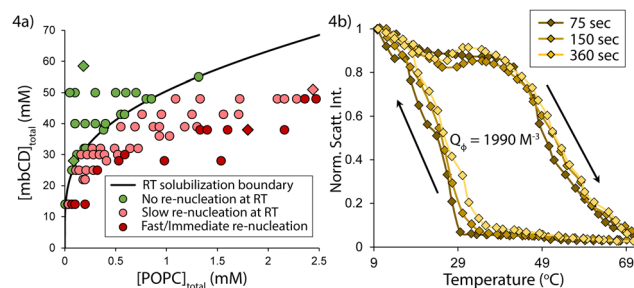 4a)
70
60
50
40
30
20
10
0
[mbCD]total (mM)
0
0.5
1
1.5
2
2.5
[POPC]total (mM)
RT solubilization boundary
No re-nucleation at RT
Slow re-nucleation at RT
Fast/Immediate re-nucleation
4b)
1
0.8
0.6
0.4
0.2
0
Norm. Scatt. Int.
9
29
49
69
Temperature (°C)
75 sec
150 sec
360 sec
Qϕ = 1990 M-3